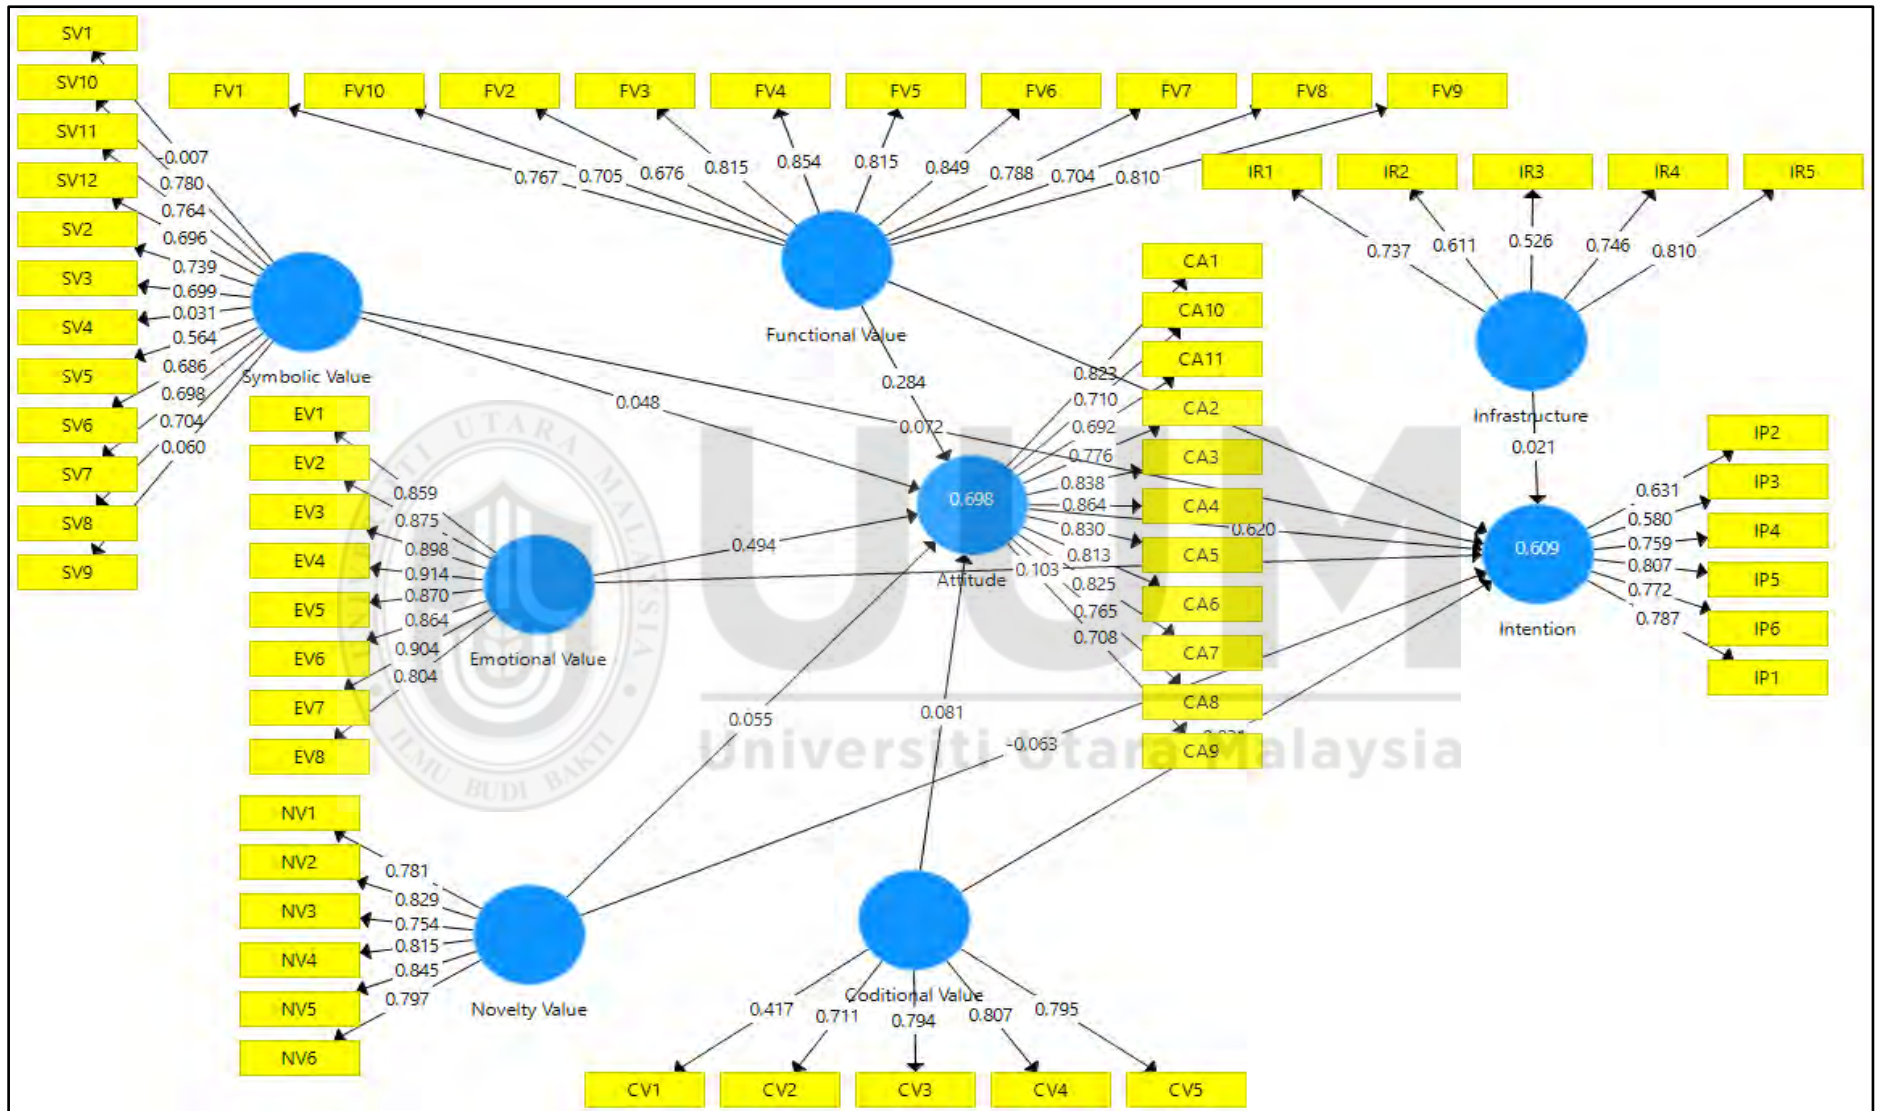 SV1
SV10
SV11
SV12
SV2
SV3
SV4
SV5
SV6
SV7
SV8
SV9
-0.007
0.780
0.764
0.696
0.739
0.699
0.031
0.564
0.686
0.698
0.704
0.060
Symbolic Value
FV1 FV10 FV2 FV3 FV4 FV5 FV6 FV7 FV8 FV9
0.767 0.705 0.676 0.815 0.854 0.815 0.849 0.788 0.704 0.810
Functional Value
IR1 IR2 IR3 IR4 IR5
0.737 0.611 0.526 0.746 0.810
Infrastructure
0.021
0.284
0.048
0.072
0.494
0.103
0.620
0.055
0.081
-0.063
EV1
EV2
EV3
EV4
EV5
EV6
EV7
EV8
0.859
0.875
0.898
0.914
0.870
0.864
0.904
0.804
Emotional Value
CA1
CA10
CA11
CA2
CA3
CA4
CA5
CA6
CA7
CA8
CA9
0.823
0.710
0.692
0.776
0.838
0.864
0.830
0.813
0.825
0.765
0.708
0.698
Attitude
IP2
IP3
IP4
IP5
IP6
IP1
0.631
0.580
0.759
0.807
0.772
0.787
0.609
Intention
NV1
NV2
NV3
NV4
NV5
NV6
0.781
0.829
0.754
0.815
0.845
0.797
Novelty Value
Coditional Value
0.417 0.711 0.794 0.807 0.795
CV1 CV2 CV3 CV4 CV5
UNIVERSITI UTARA MALAYSIA
ILMU BUDI BAKTI
UUM
Universiti Utara Malaysia